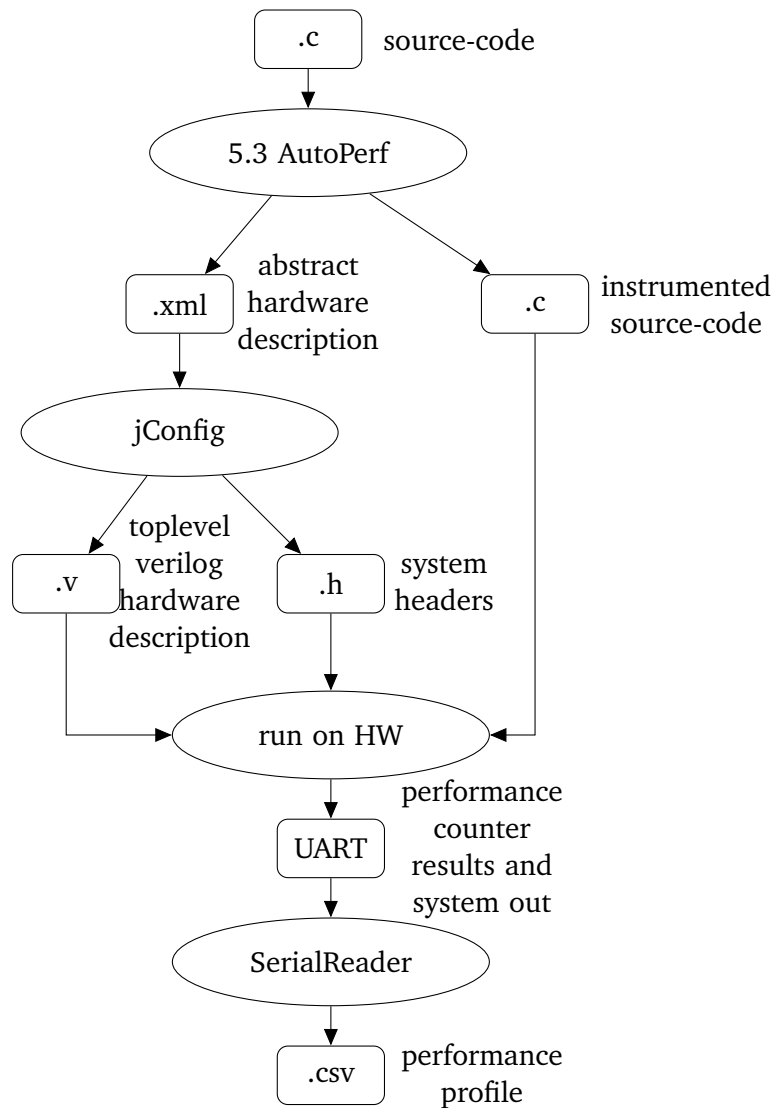 .c
source-code
5.3 AutoPerf
.xml
abstract
hardware
description
.c
instrumented
source-code
jConfig
.v
toplevel
verilog
hardware
description
.h
system
headers
run on HW
UART
performance
counter
results and
system out
SerialReader
.csv
performance
profile